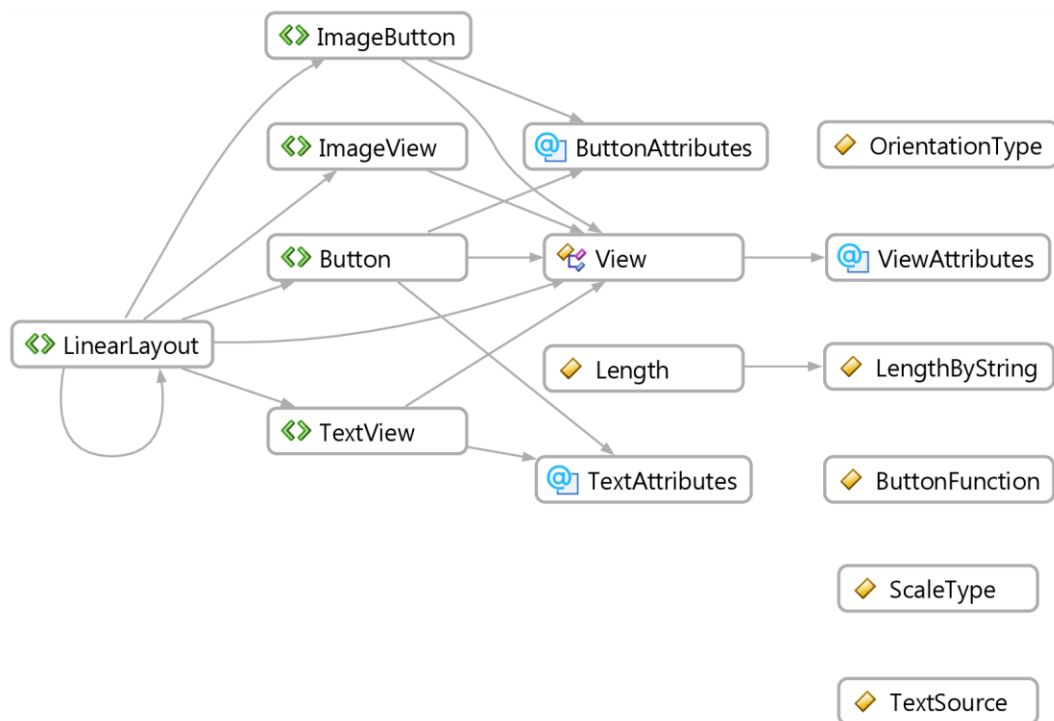 ImageButton
ImageView
ButtonAttributes
OrientationType
Button
View
ViewAttributes
LinearLayout
Length
LengthByString
TextView
TextAttributes
ButtonFunction
ScaleType
TextSource